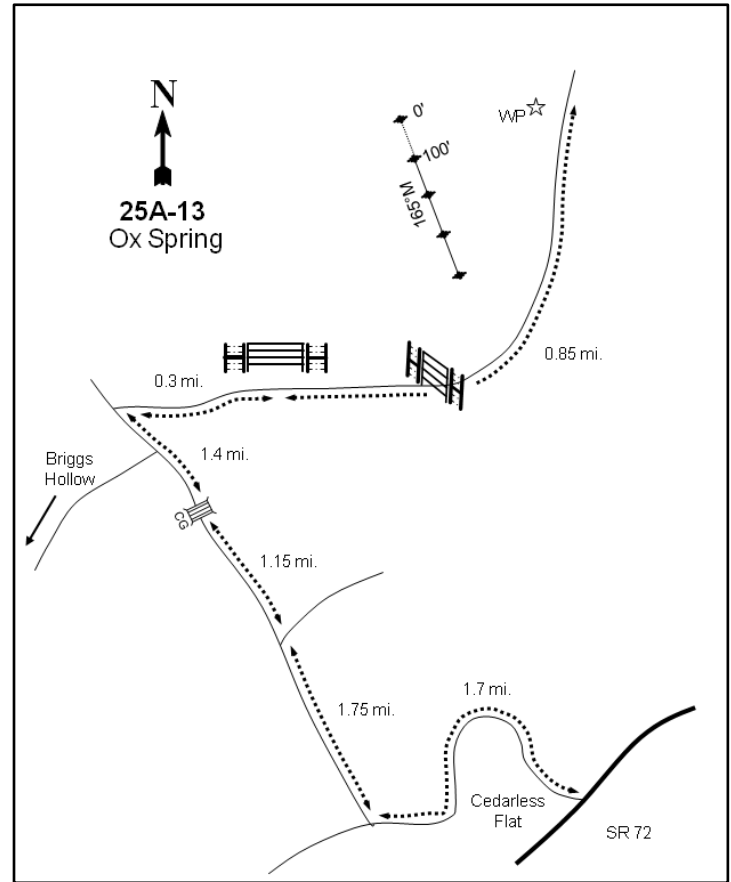 N
25A-13
Ox Spring
0'
100'
165°M
WP
0.85 mi.
0.3 mi.
1.4 mi.
Briggs
Hollow
CG
1.15 mi.
1.75 mi.
1.7 mi.
Cedarless
Flat
SR 72